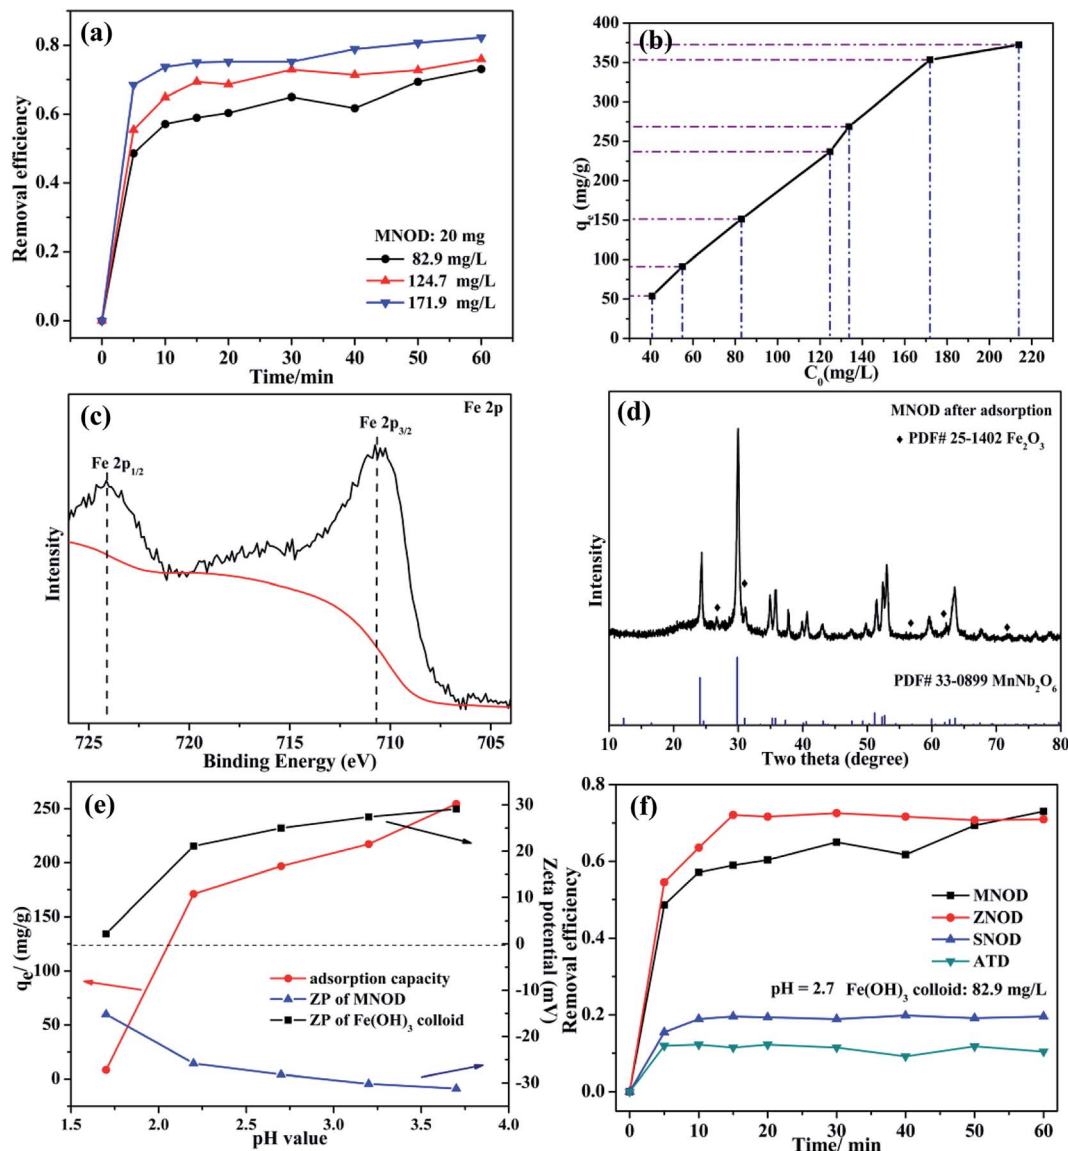 (a)
Removal efficiency
0.8
0.6
0.4
0.2
0.0
MNOD: 20 mg
82.9 mg/L
124.7 mg/L
171.9 mg/L
0 10 20 30 40 50 60
Time/min
(b)
qe (mg/g)
400
350
300
250
200
150
100
50
0
40 60 80 100 120 140 160 180 200 220
C0(mg/L)
(c)
Fe 2p
Fe 2p3/2
Fe 2p1/2
Intensity
725 720 715 710 705
Binding Energy (eV)
(d)
MNOD after adsorption
♦ PDF# 25-1402 Fe2O3
Intensity
PDF# 33-0899 MnNb2O6
10 20 30 40 50 60 70 80
Two theta (degree)
(e)
qe/ (mg/g)
250
200
150
100
50
0
adsorption capacity
ZP of MNOD
ZP of Fe(OH)3 colloid
30
20
10
0
-10
-20
-30
Zeta potential (mV)
1.5 2.0 2.5 3.0 3.5 4.0
pH value
(f)
Removal efficiency
0.8
0.6
0.4
0.2
0.0
MNOD
ZNOD
SNOD
ATD
pH = 2.7 Fe(OH)3 colloid: 82.9 mg/L
0 10 20 30 40 50 60
Time/ min